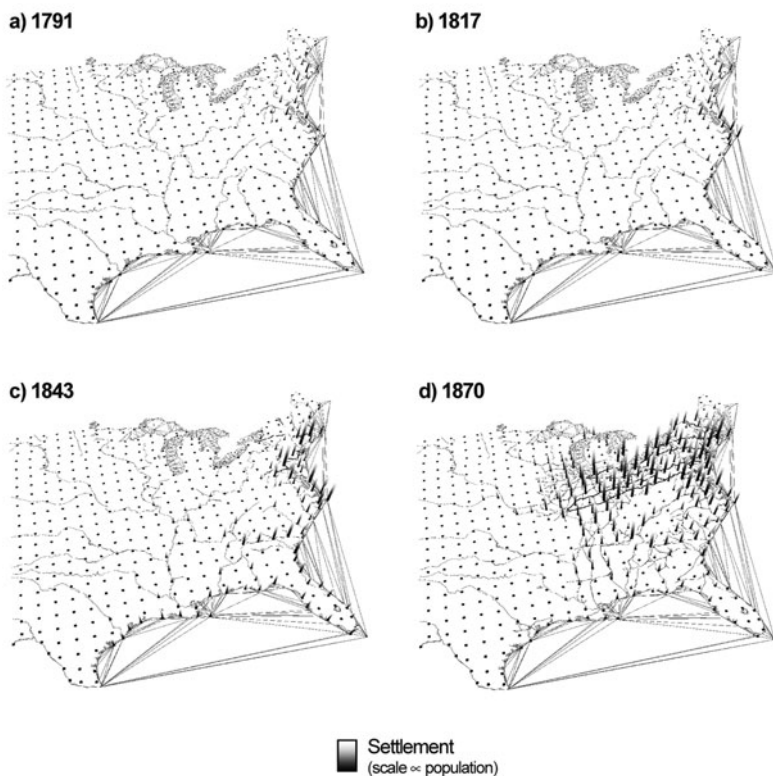 a) 1791
b) 1817
c) 1843
d) 1870
Settlement
(scale ∝ population)